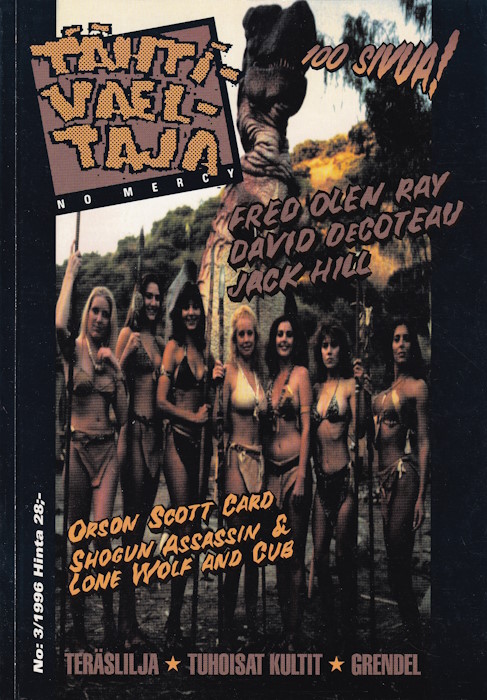 TÄHTI-
VAEL-
TAJA
NO MERCY
100 SIVUA!
FRED OLEN RAY
DAVID DECOTEAU
JACK HILL
ORSON SCOTT CARD
SHOGUN ASSASSIN &
LONE WOLF AND CUB
No: 3/1996 Hinta 28;-
TERÄSLILJA ★ TUHOISAT KULTIT ★ GRENDEL